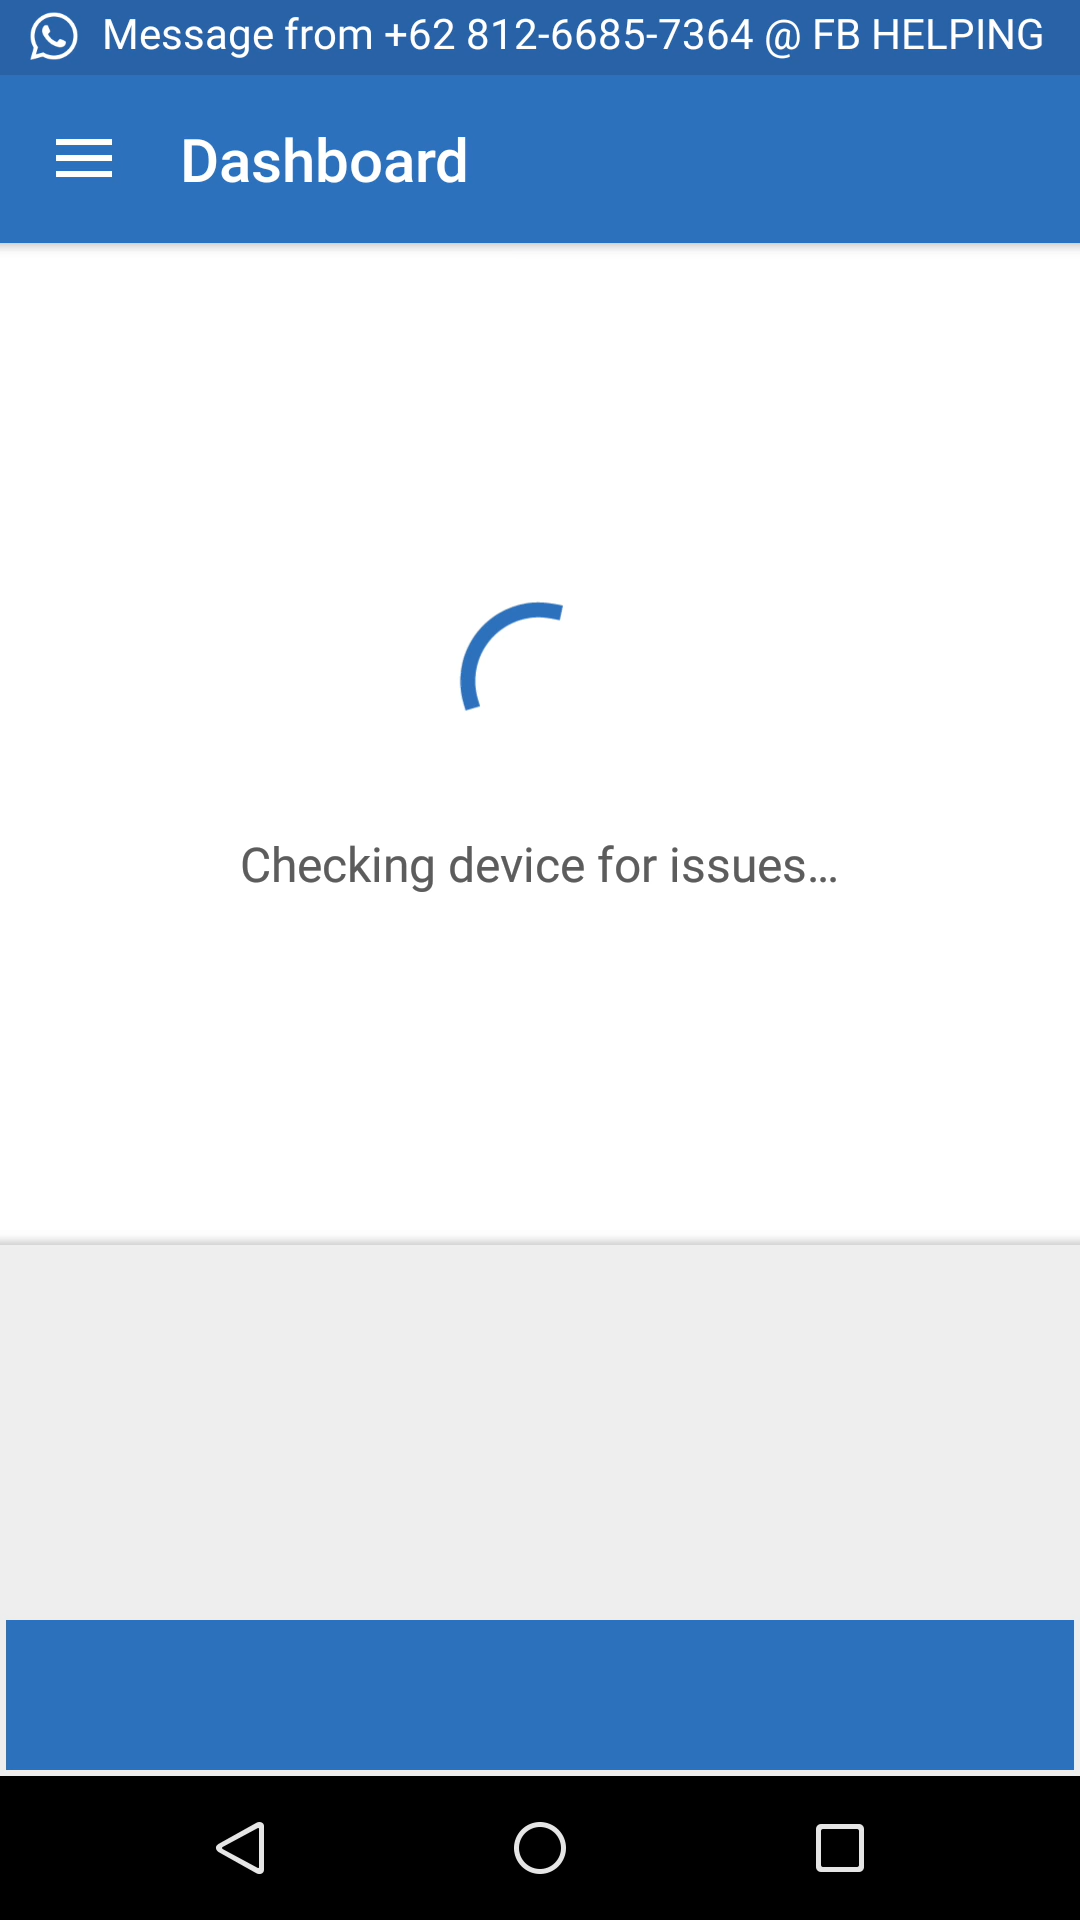 Message from +62 812-6685-7364 @ FB HELPING
Dashboard
Checking device for issues…